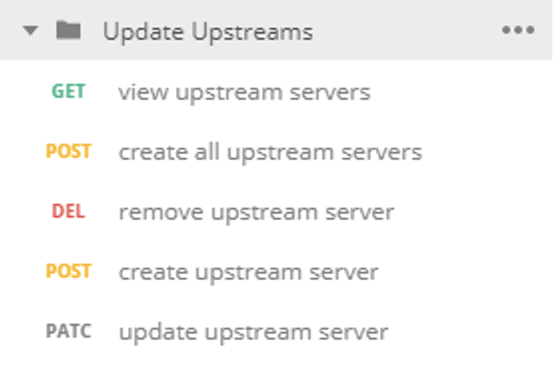 Update Upstreams
GET view upstream servers
POST create all upstream servers
DEL remove upstream server
POST create upstream server
PATC update upstream server